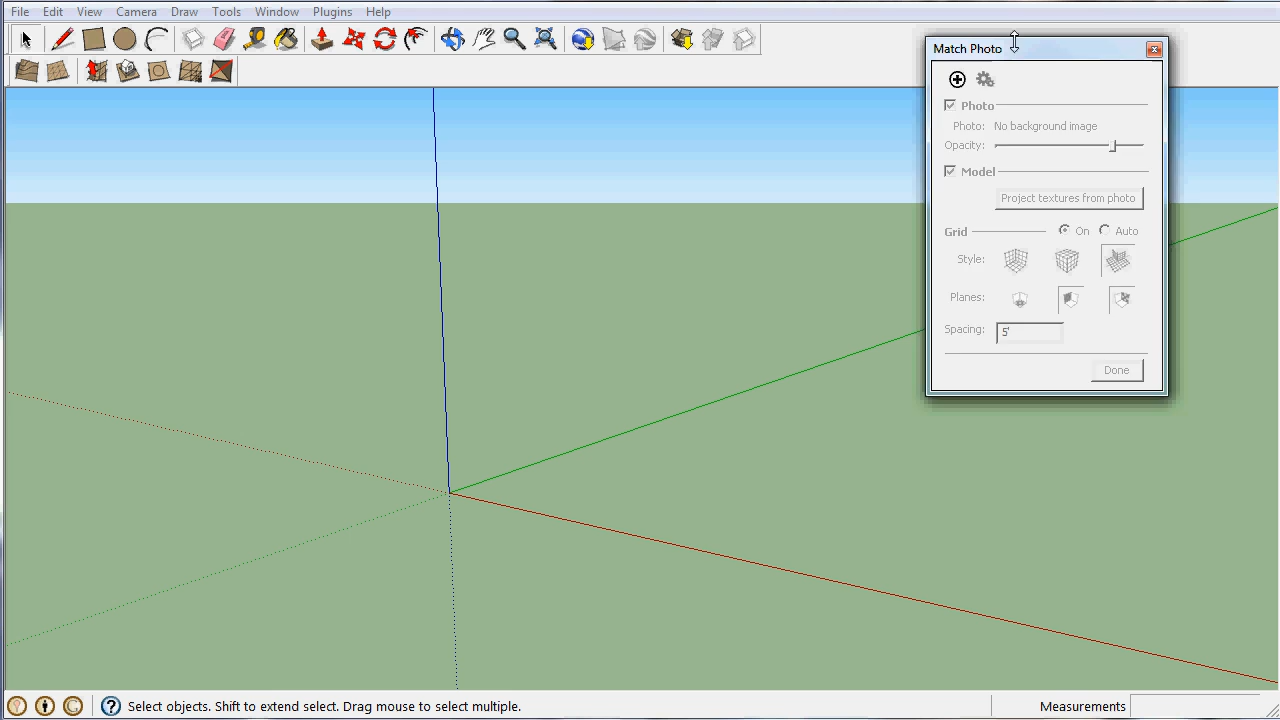 File Edit View Camera Draw Tools Window Plugins Help
Match Photo
Photo
Photo: No background image
Opacity:
Model
Project textures from photo
Grid On Auto
Style:
Planes:
Spacing: 5'
Done
Select objects. Shift to extend select. Drag mouse to select multiple.
Measurements